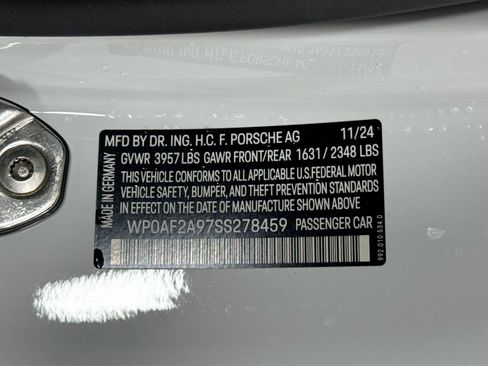 MFD BY DR. ING. H.C. F. PORSCHE AG 11/24
GVWR 3957 LBS GAWR FRONT/REAR 1631 / 2348 LBS
THIS VEHICLE CONFORMS TO ALL APPLICABLE U.S. FEDERAL MOTOR
VEHICLE SAFETY, BUMPER, AND THEFT PREVENTION STANDARDS
IN EFFECT ON THE DATE OF MANUFACTURE SHOWN ABOVE.
WP0AF2A97SS278459 PASSENGER CAR
MADE IN GERMANY
992.010.534.0